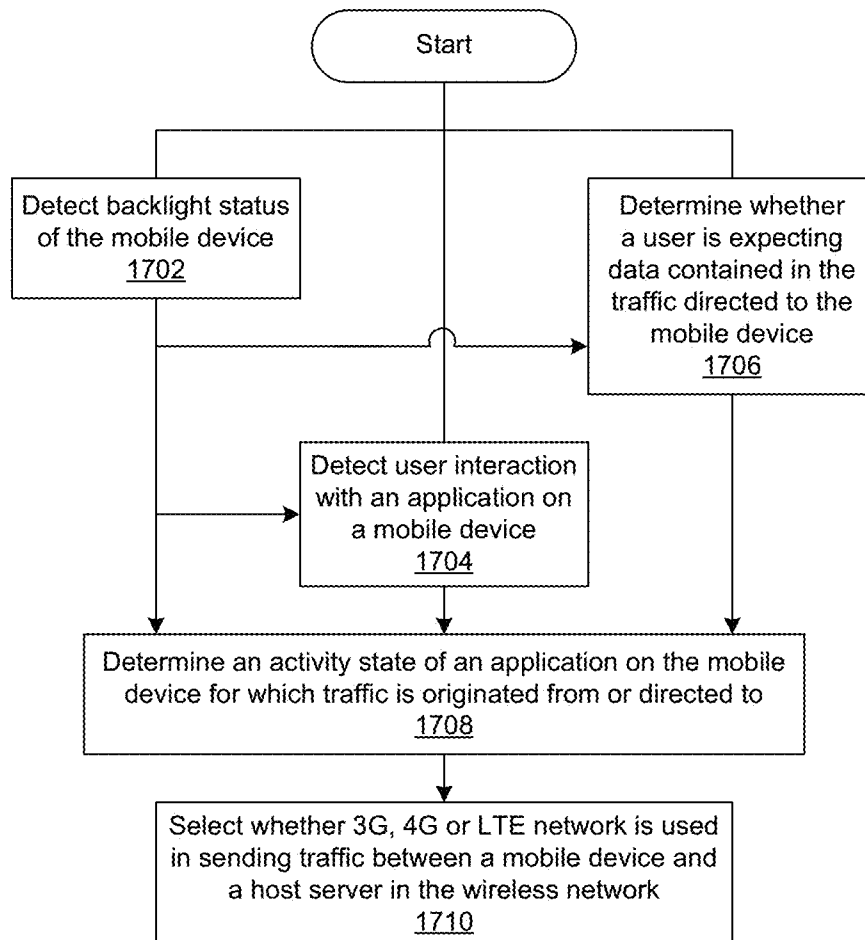 Start
Detect backlight status
of the mobile device
1702
Determine whether
a user is expecting
data contained in the
traffic directed to the
mobile device
1706
Detect user interaction
with an application on
a mobile device
1704
Determine an activity state of an application on the mobile
device for which traffic is originated from or directed to
1708
Select whether 3G, 4G or LTE network is used
in sending traffic between a mobile device and
a host server in the wireless network
1710